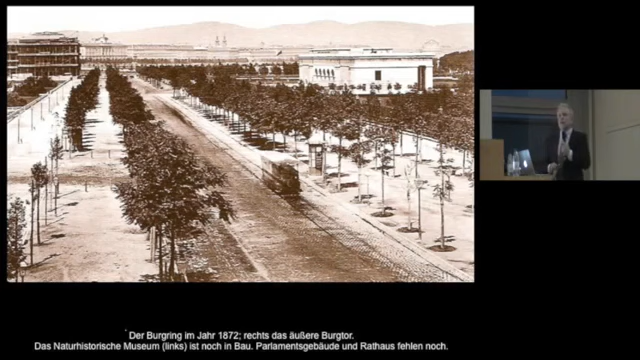 Der Burgring im Jahr 1872; rechts das äußere Burgtor.
Das Naturhistorische Museum (links) ist noch in Bau. Parlamentsgebäude und Rathaus fehlen noch.